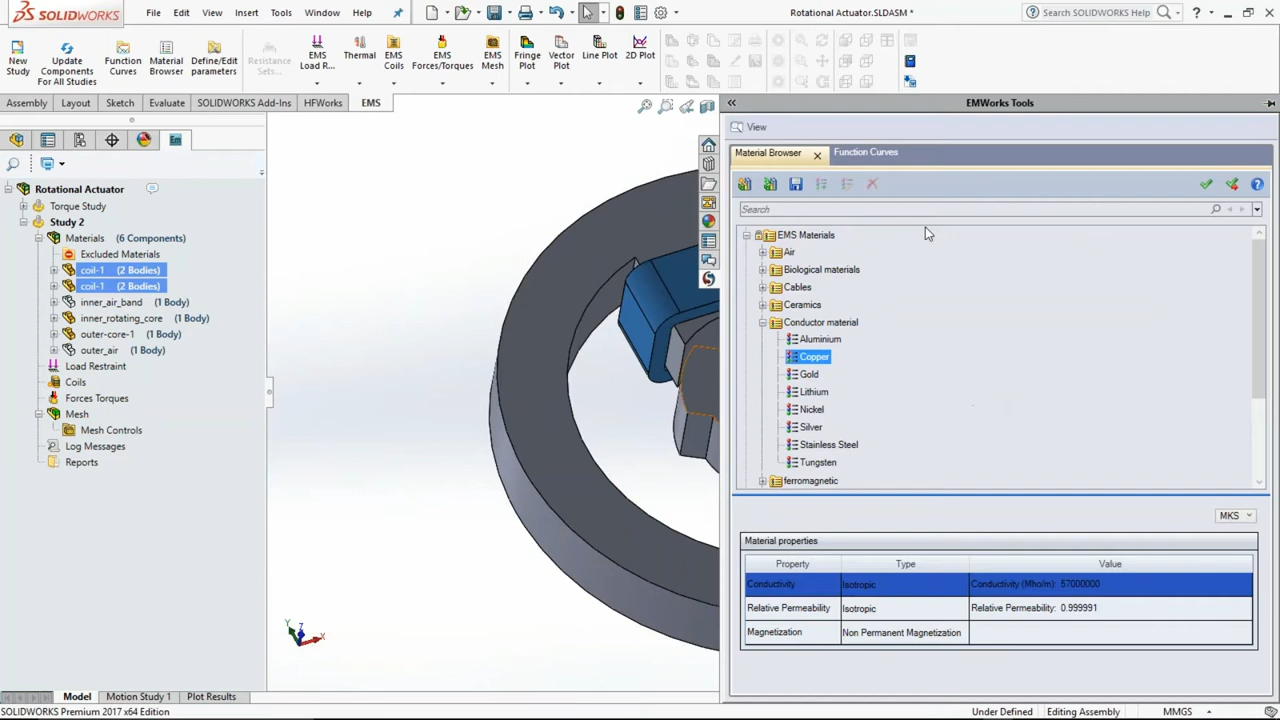 SOLIDWORKS File Edit View Insert Tools Window Help Rotational Actuator.SLDASM * Search SOLIDWORKS Help
New Study
Update Components For All Studies
Function Curves
Material Browser
Define/Edit parameters
Resistance Sets...
EMS Load R...
Thermal
EMS Coils
EMS Forces/Torques
EMS Mesh
Fringe Plot
Vector Plot
Line Plot
2D Plot
Assembly Layout Sketch Evaluate SOLIDWORKS Add-Ins HFWorks EMS
Rotational Actuator
Torque Study
Study 2
Materials (6 Components)
Excluded Materials
coil-1 (2 Bodies)
coil-1 (2 Bodies)
inner_air_band (1 Body)
inner_rotating_core (1 Body)
outer-core-1 (1 Body)
outer_air (1 Body)
Load Restraint
Coils
Forces Torques
Mesh
Mesh Controls
Log Messages
Reports
Y Z X
EMWorks Tools
View
Material Browser Function Curves
Search
EMS Materials
Air
Biological materials
Cables
Ceramics
Conductor material
Aluminium
Copper
Gold
Lithium
Nickel
Silver
Stainless Steel
Tungsten
ferromagnetic
MKS
Material properties
Property Type Value
Conductivity Isotropic Conductivity (Mho/m): 57000000
Relative Permeability Isotropic Relative Permeability: 0.999991
Magnetization Non Permanent Magnetization
Model Motion Study 1 Plot Results
SOLIDWORKS Premium 2017 x64 Edition Under Defined Editing Assembly MMGS